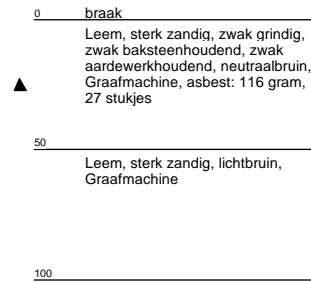 0 braak
Leem, sterk zandig, zwak grindig,
zwak baksteenhoudend, zwak
aardewerkhoudend, neutraalbruin,
Graafmachine, asbest: 116 gram,
27 stukjes
50
Leem, sterk zandig, lichtbruin,
Graafmachine
100